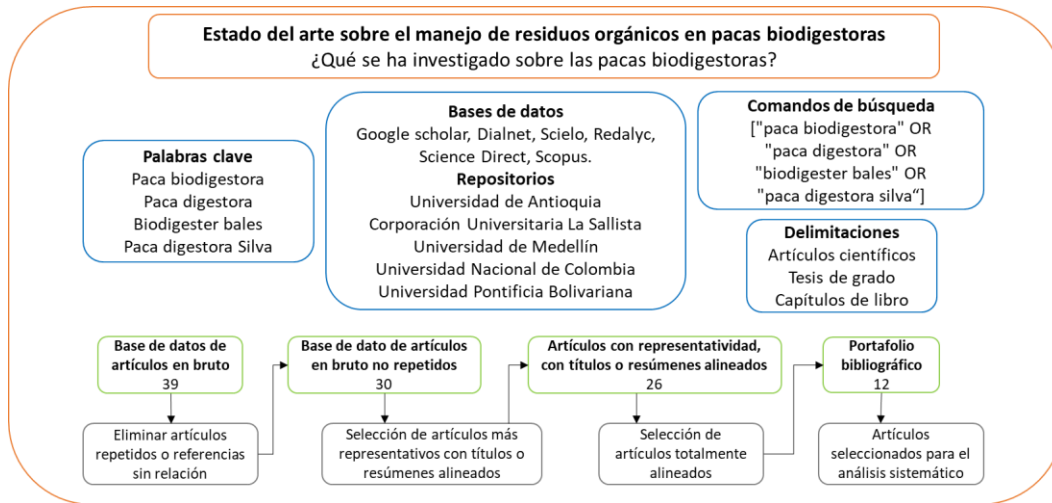 Estado del arte sobre el manejo de residuos orgánicos en pacas biodigestoras
¿Qué se ha investigado sobre las pacas biodigestoras?
Palabras clave
Paca biodigestora
Paca digestora
Biodigester bales
Paca digestora Silva
Bases de datos
Google scholar, Dialnet, Scielo, Redalyc,
Science Direct, Scopus.
Repositorios
Universidad de Antioquia
Corporación Universitaria La Sallista
Universidad de Medellín
Universidad Nacional de Colombia
Universidad Pontificia Bolivariana
Comandos de búsqueda
["paca biodigestora" OR
"paca digestora" OR
"biodigester bales" OR
"paca digestora silva“]
Delimitaciones
Artículos científicos
Tesis de grado
Capítulos de libro
Base de datos de
artículos en bruto
39
Base de dato de artículos
en bruto no repetidos
30
Artículos con representatividad,
con títulos o resúmenes alineados
26
Portafolio
bibliográfico
12
Eliminar artículos
repetidos o referencias
sin relación
Selección de artículos más
representativos con títulos o
resúmenes alineados
Selección de
artículos totalmente
alineados
Artículos
seleccionados para el
análisis sistemático